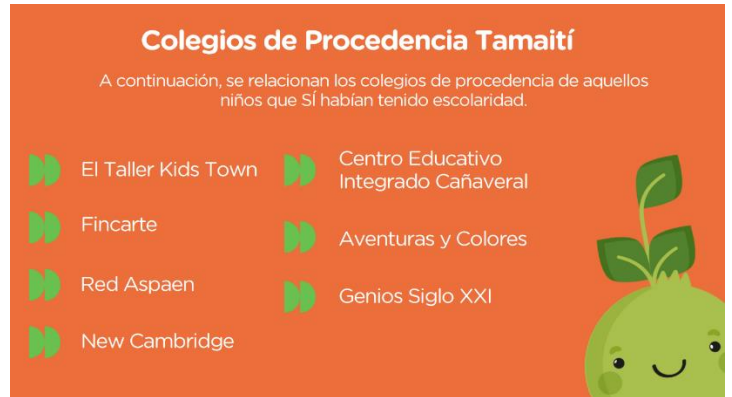 Colegios de Procedencia Tamaití
A continuación, se relacionan los colegios de procedencia de aquellos
niños que SÍ habían tenido escolaridad.
El Taller Kids Town
Fincarte
Red Aspaen
New Cambridge
Centro Educativo
Integrado Cañaveral
Aventuras y Colores
Genios Siglo XXI